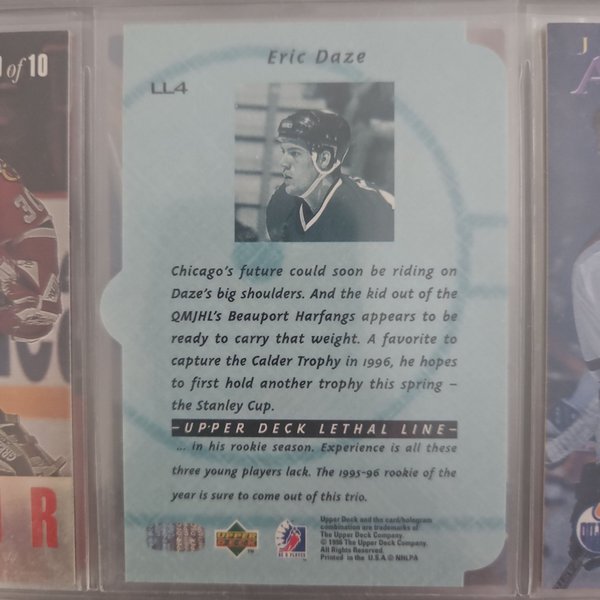 of 10
Eric Daze
LL4
Chicago's future could soon be riding on
Daze's big shoulders. And the kid out of the
QMJHL's Beauport Harfangs appears to be
ready to carry that weight. A favorite to
capture the Calder Trophy in 1996, he hopes
to first hold another trophy this spring –
the Stanley Cup.
–UPPER DECK LETHAL LINE–
... in his rookie season. Experience is all these
three young players lack. The 1995-96 rookie of the
year is sure to come out of this trio.
Upper Deck and the card/hologram
combination are trademarks of
The Upper Deck Company.
© 1996 The Upper Deck Company.
All Rights Reserved.
Printed in the U.S.A © NHLPA
UPPER DECK
30
O R
J
A